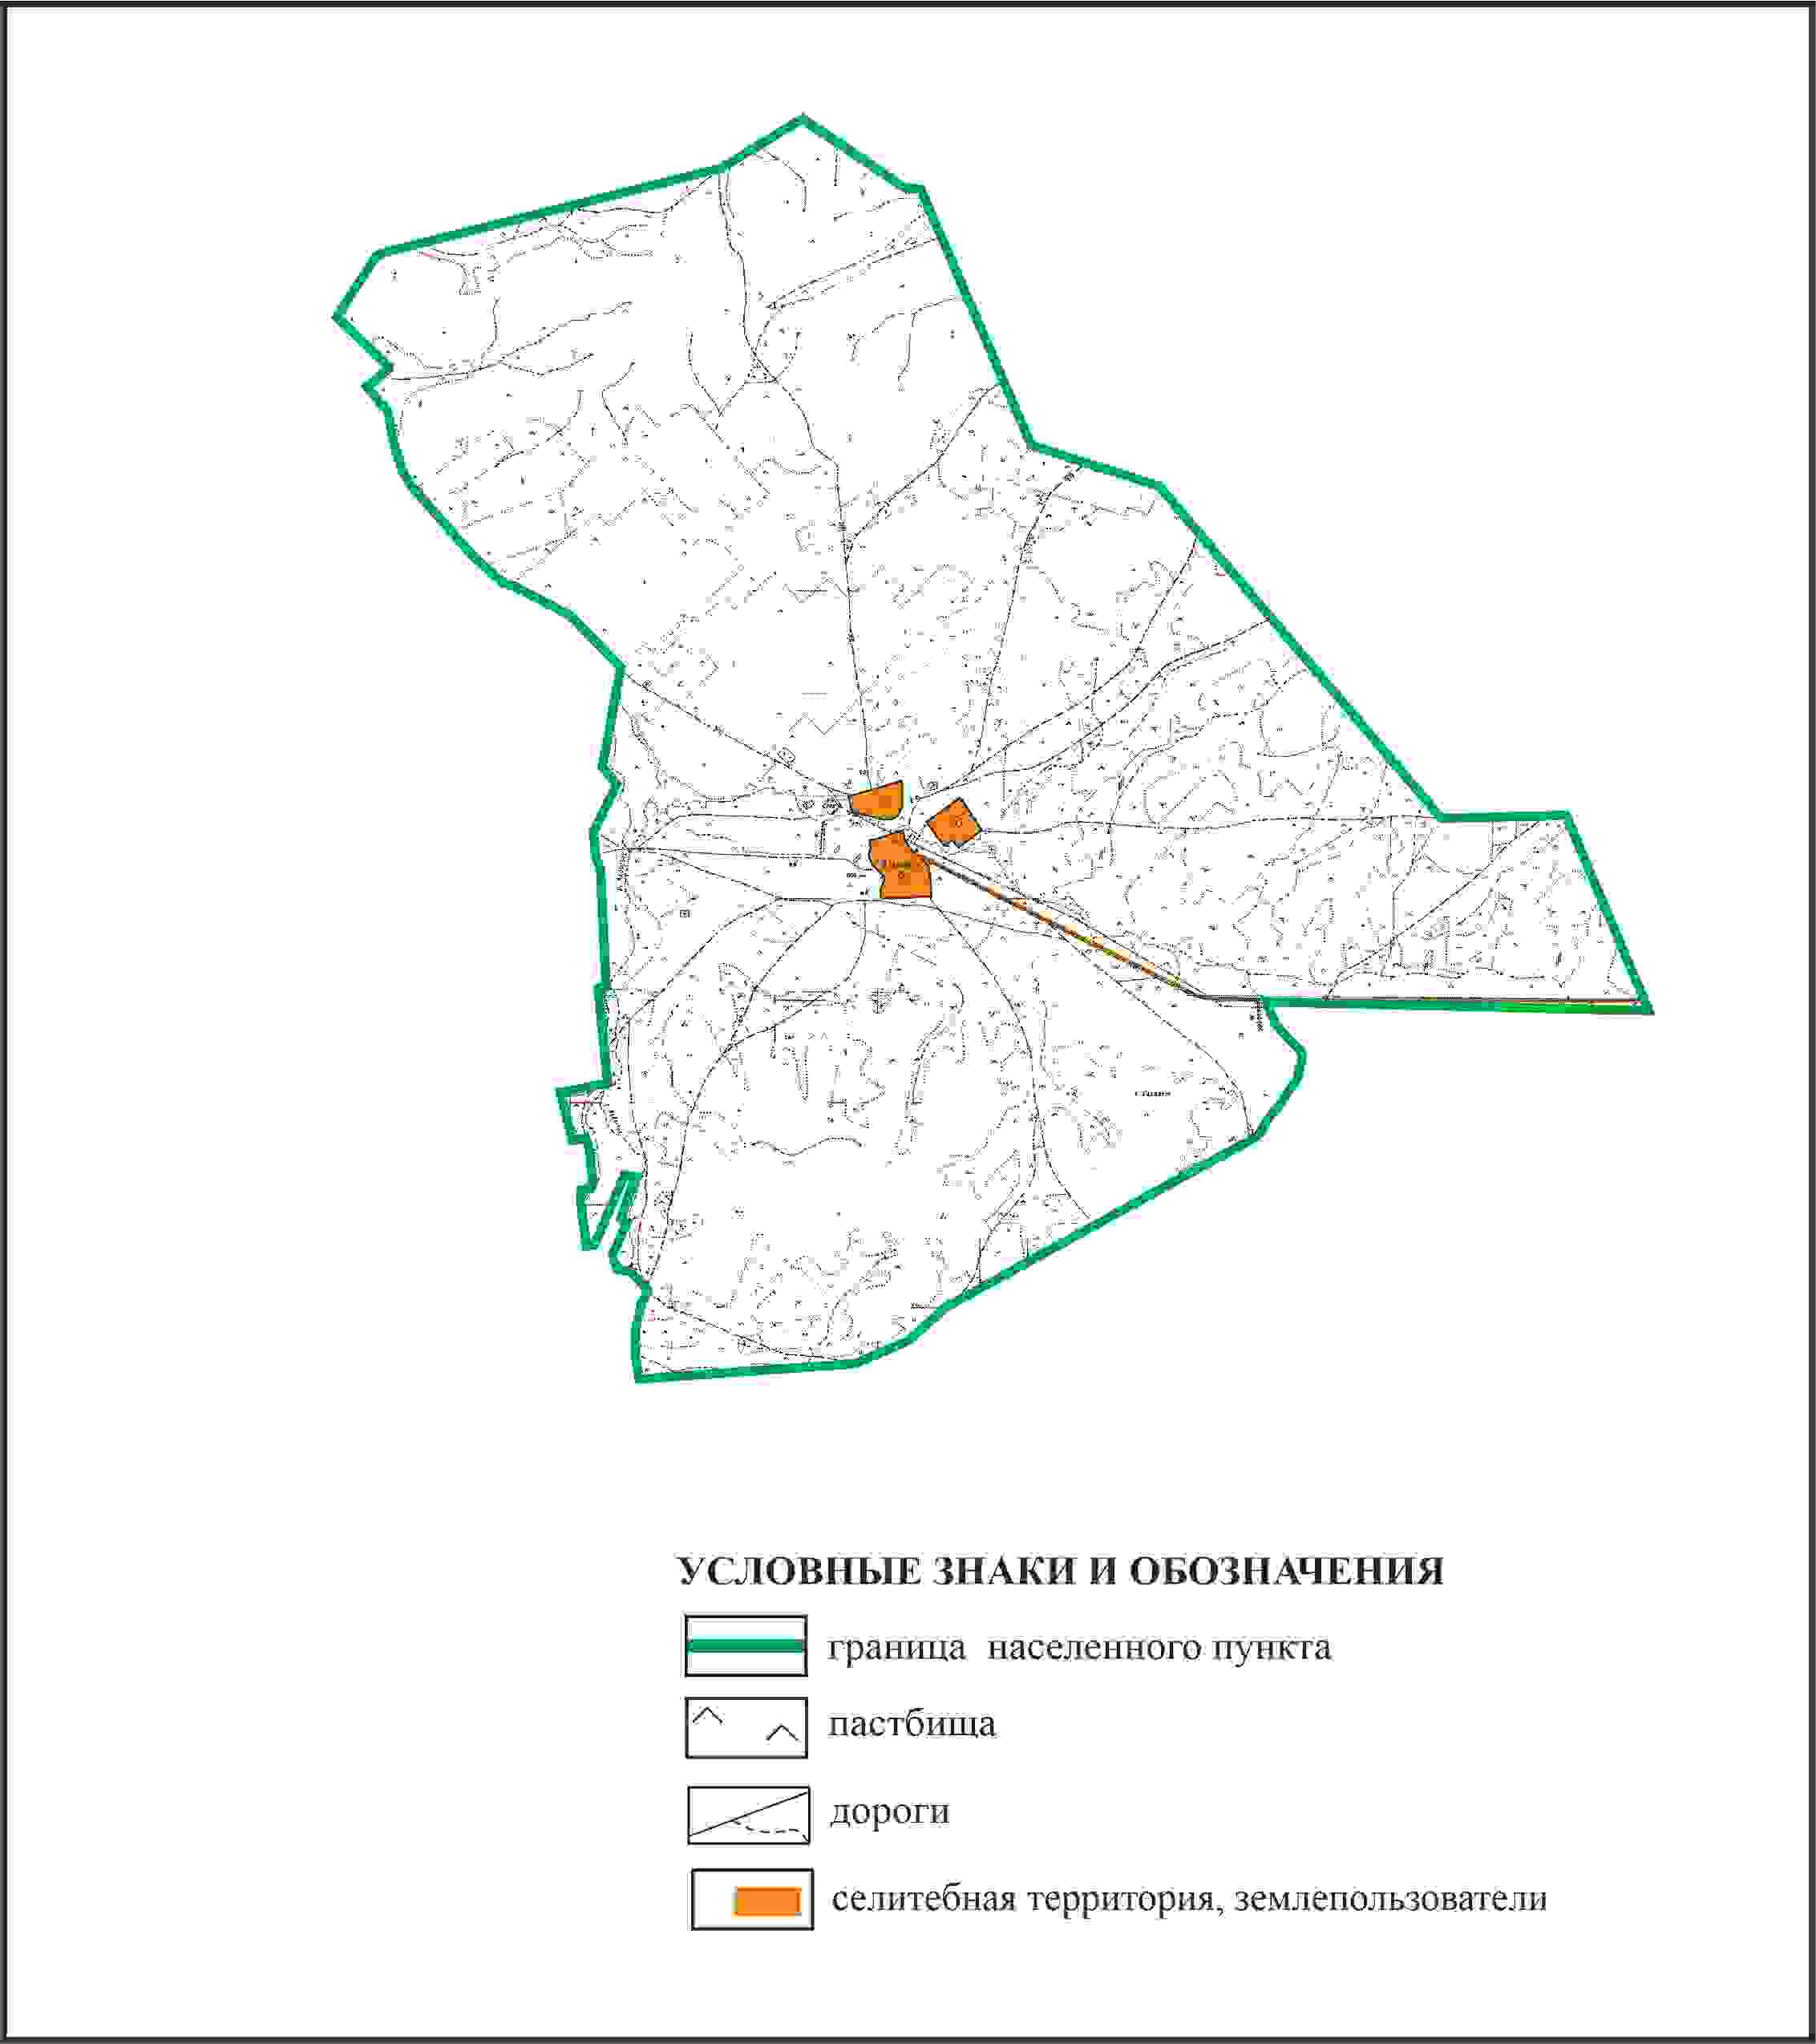 УСЛОВНЫЕ ЗНАКИ И ОБОЗНАЧЕНИЯ
граница населенного пункта
пастбища
дороги
селитебная территория, землепользователи